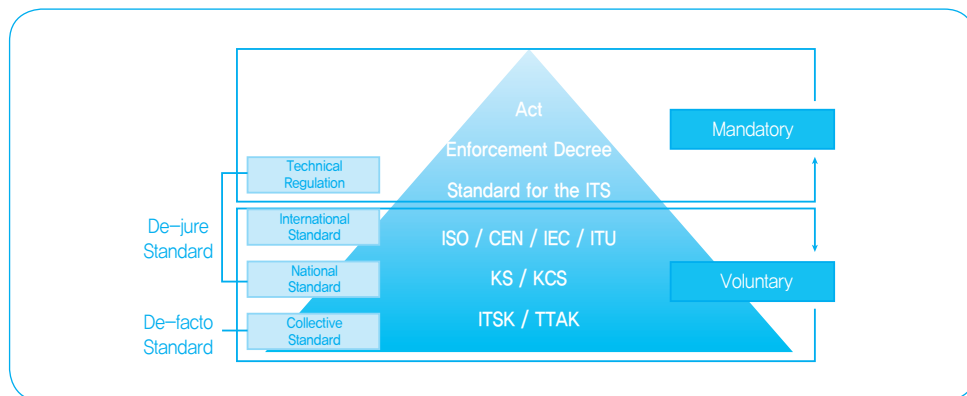 Act
Mandatory
Enforcement Decree
Technical
Regulation
Standard for the ITS
International
Standard
De-jure
Standard
ISO / CEN / IEC / ITU
National
Standard
KS / KCS
Voluntary
De-facto
Standard
Collective
Standard
ITSK / TTAK